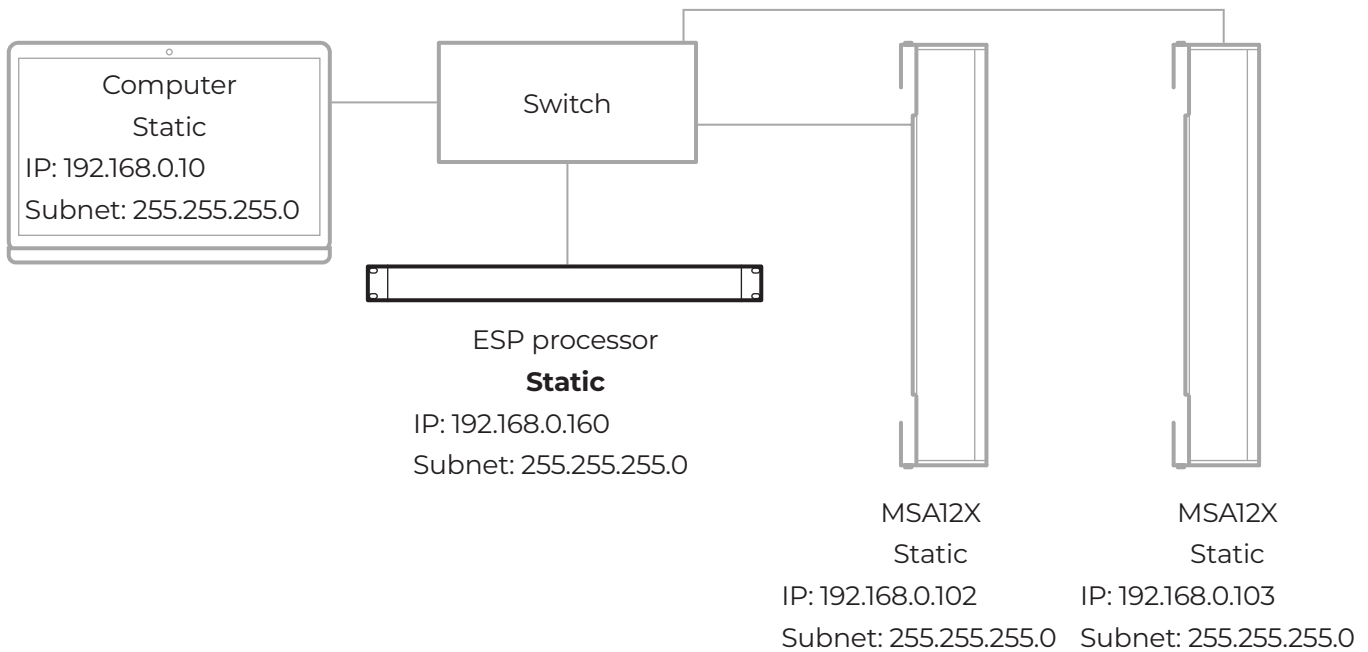 Computer
Static
IP: 192.168.0.10
Subnet: 255.255.255.0
Switch
ESP processor
Static
IP: 192.168.0.160
Subnet: 255.255.255.0
MSA12X
Static
IP: 192.168.0.102
Subnet: 255.255.255.0
MSA12X
Static
IP: 192.168.0.103
Subnet: 255.255.255.0